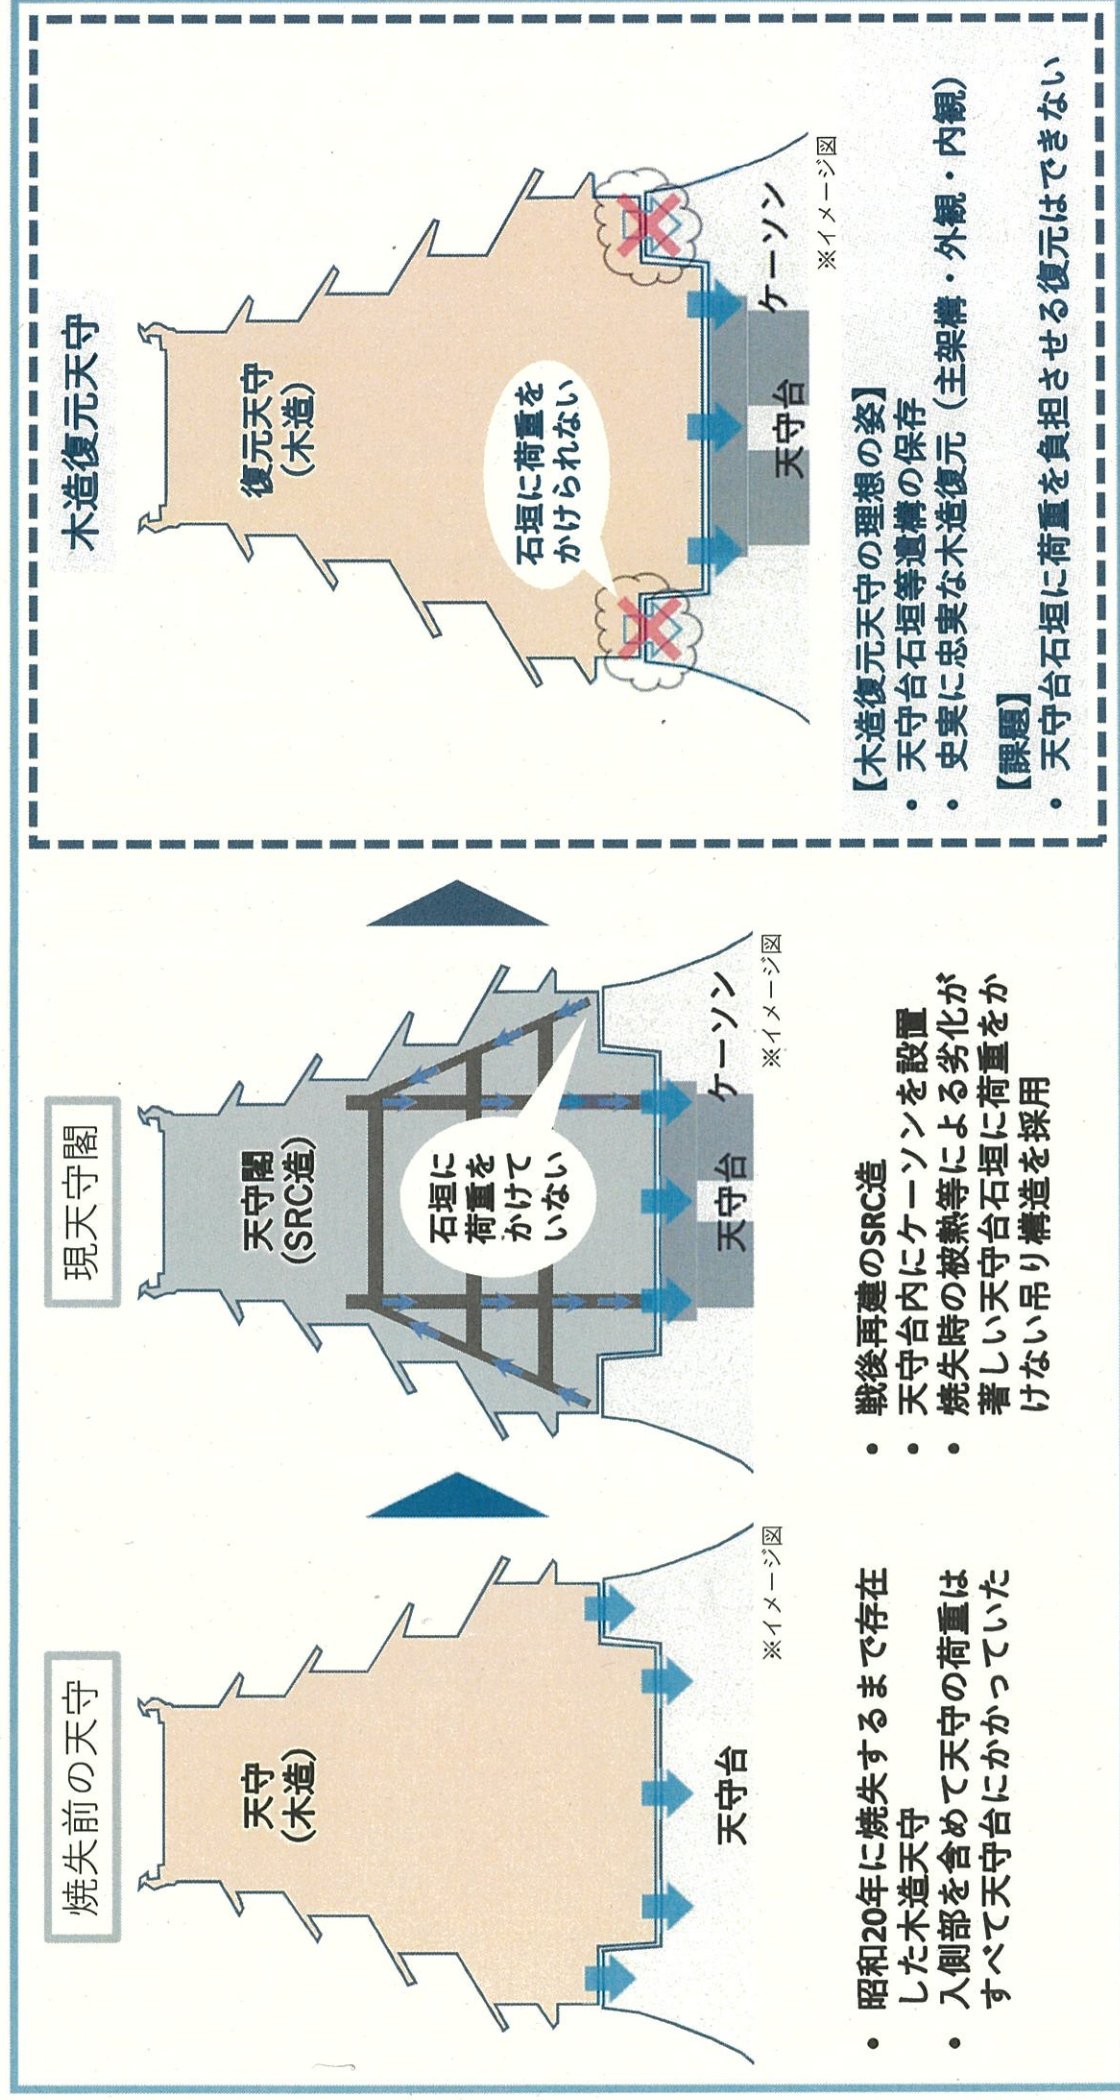 焼失前の天守
天守
(木造)
天守台
※イメージ図
• 昭和20年に焼失するまで存在
した木造天守
• 入側部を含めて天守の荷重は
すべて天守台にかかっていた
現天守閣
天守閣
(SRC造)
石垣に
荷重を
かけて
いない
天守台
ケーソン
※イメージ図
• 戦後再建のSRC造
• 天守台内にケーソンを設置
• 焼失時の被熱等による劣化が
著しい天守台石垣に荷重をか
けない吊り構造を採用
木造復元天守
復元天守
(木造)
石垣に荷重を
かけられない
天守台
ケーソン
※イメージ図
【木造復元天守の理想の姿】
• 天守台石垣等遺構の保存
• 史実に忠実な木造復元（主架構・外観・内観）
【課題】
• 天守台石垣に荷重を負担させる復元はできない